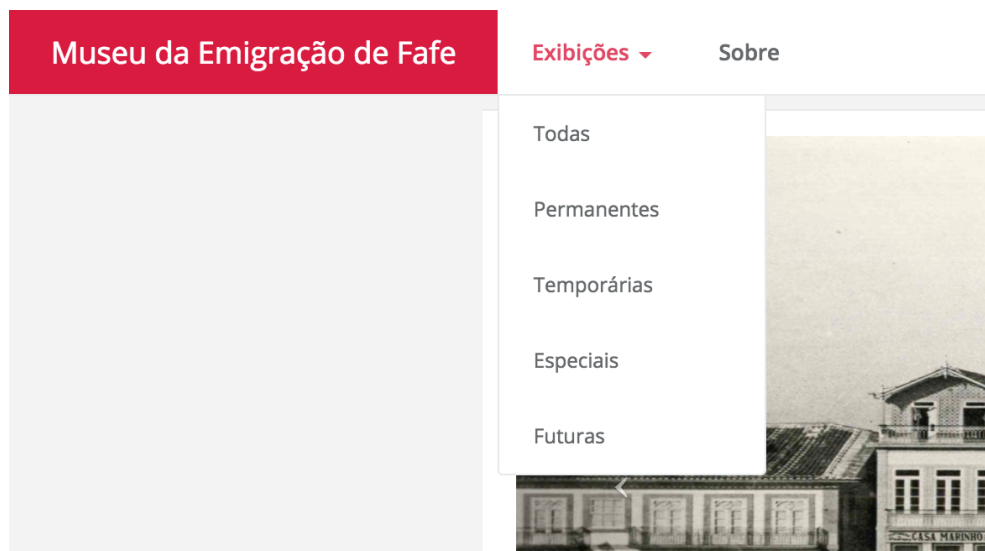 Museu da Emigração de Fafe
Exibições
Sobre
Todas
Permanentes
Temporárias
Especiais
Futuras
CASA MARINHO